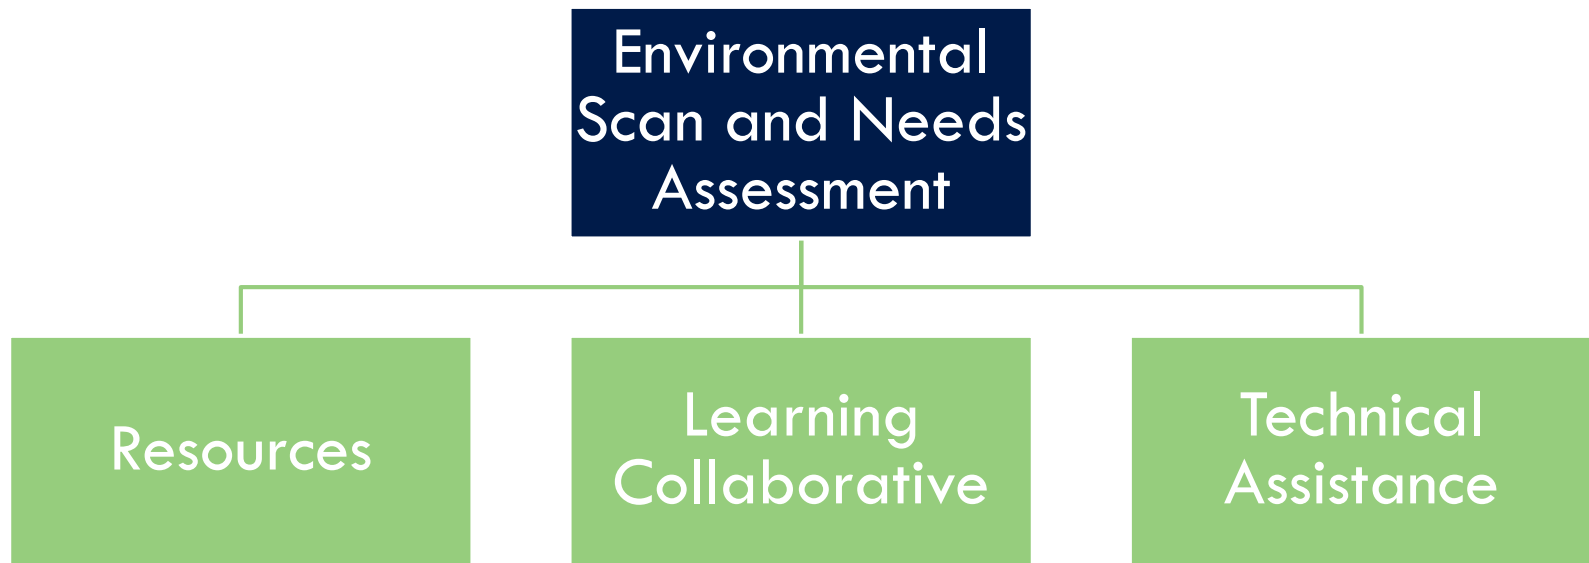 Environmental
Scan and Needs
Assessment
Resources
Learning
Collaborative
Technical
Assistance